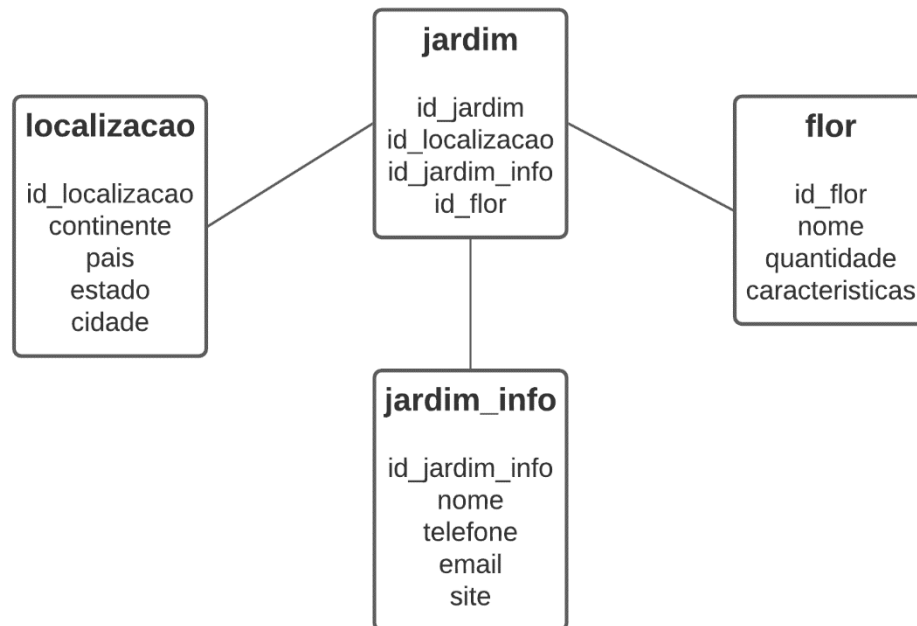 jardim
id_jardim
id_localizacao
id_jardim_info
id_flor
localizacao
id_localizacao
continente
pais
estado
cidade
flor
id_flor
nome
quantidade
caracteristicas
jardim_info
id_jardim_info
nome
telefone
email
site